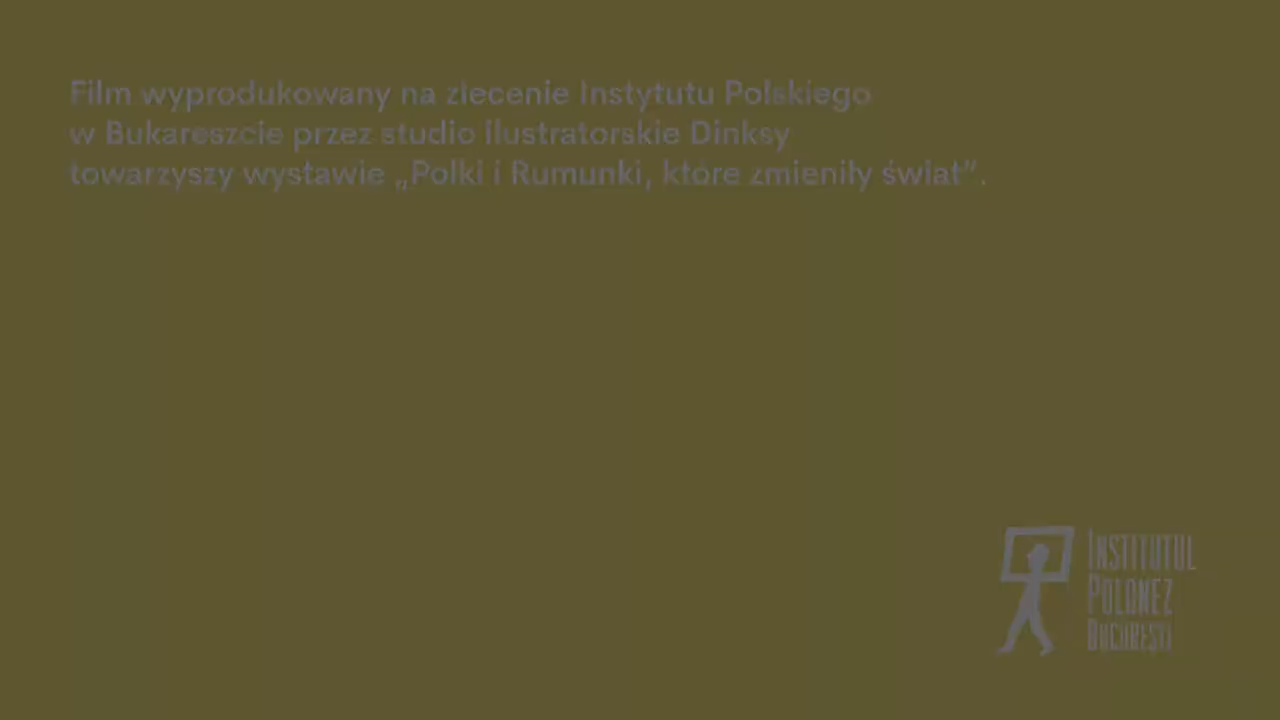 Film wyprodukowany na zlecenie Instytutu Polskiego
w Bukareszcie przez studio ilustratorskie Dinksy
towarzyszy wystawie „Polki i Rumunki, które zmieniły świat”.
INSTITUTUL
POLONEZ
BUCUREȘTI